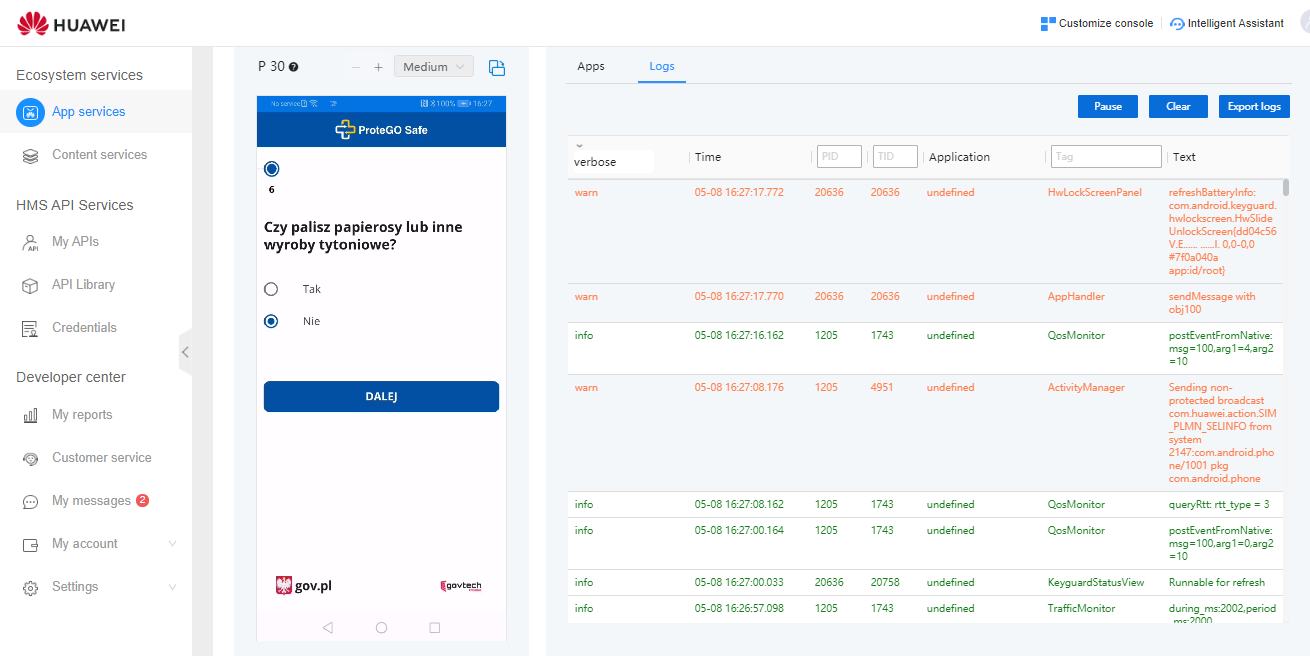 HUAWEI
Customize console
Intelligent Assistant
Ecosystem services
App services
Content services
HMS API Services
My APIs
API Library
Credentials
Developer center
My reports
Customer service
My messages 2
My account
Settings
P 30 ?
Medium
No service
100% 16:27
ProteGO Safe
6
Czy palisz papierosy lub inne
wyroby tytoniowe?
Tak
Nie
DALEJ
gov.pl
govtech
Apps Logs
Pause Clear Export logs
verbose Time PID TID Application Tag Text
warn 05-08 16:27:17.772 20636 20636 undefined HwLockScreenPanel refreshBatteryInfo:
com.android.keyguard.
hwlockscreen.HwSlide
UnlockScreen{dd04c56
V.E...... ......I. 0,0-0,0
#7f0a040a
app:id/root}
warn 05-08 16:27:17.770 20636 20636 undefined AppHandler sendMessage with
obj100
info 05-08 16:27:16.162 1205 1743 undefined QosMonitor postEventFromNative:
msg=100,arg1=4,arg2
=10
warn 05-08 16:27:08.176 1205 4951 undefined ActivityManager Sending non-
protected broadcast
com.huawei.action.SIM
_PLMN_SELINFO from
system
2147:com.android.pho
ne/1001 pkg
com.android.phone
info 05-08 16:27:08.162 1205 1743 undefined QosMonitor queryRtt: rtt_type = 3
info 05-08 16:27:00.164 1205 1743 undefined QosMonitor postEventFromNative:
msg=100,arg1=0,arg2
=10
info 05-08 16:27:00.033 20636 20758 undefined KeyguardStatusView Runnable for refresh
info 05-08 16:26:57.098 1205 1743 undefined TrafficMonitor during_ms:2002,period
_ms:2000